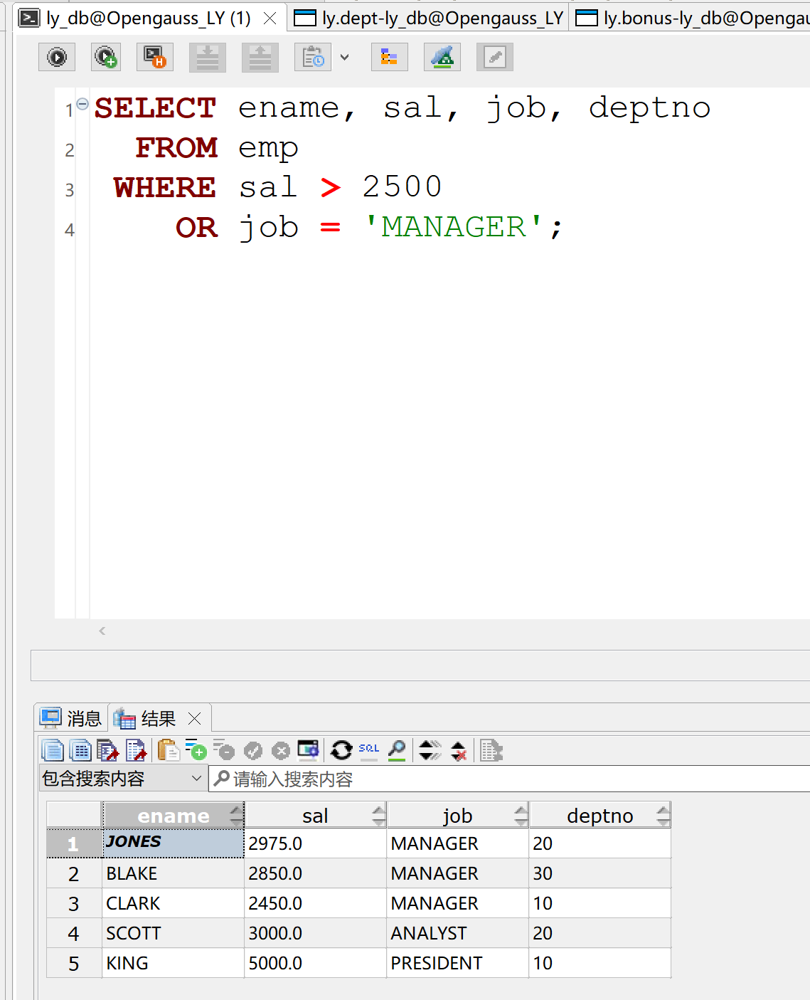 ly_db@Opengauss_LY (1) ly.dept-ly_db@Opengauss_LY ly.bonus-ly_db@Opengau
H
1 SELECT ename, sal, job, deptno
2 FROM emp
3 WHERE sal > 2500
4 OR job = 'MANAGER';
消息 结果
SQL
包含搜索内容 请输入搜索内容
ename sal job deptno
1 JONES 2975.0 MANAGER 20
2 BLAKE 2850.0 MANAGER 30
3 CLARK 2450.0 MANAGER 10
4 SCOTT 3000.0 ANALYST 20
5 KING 5000.0 PRESIDENT 10